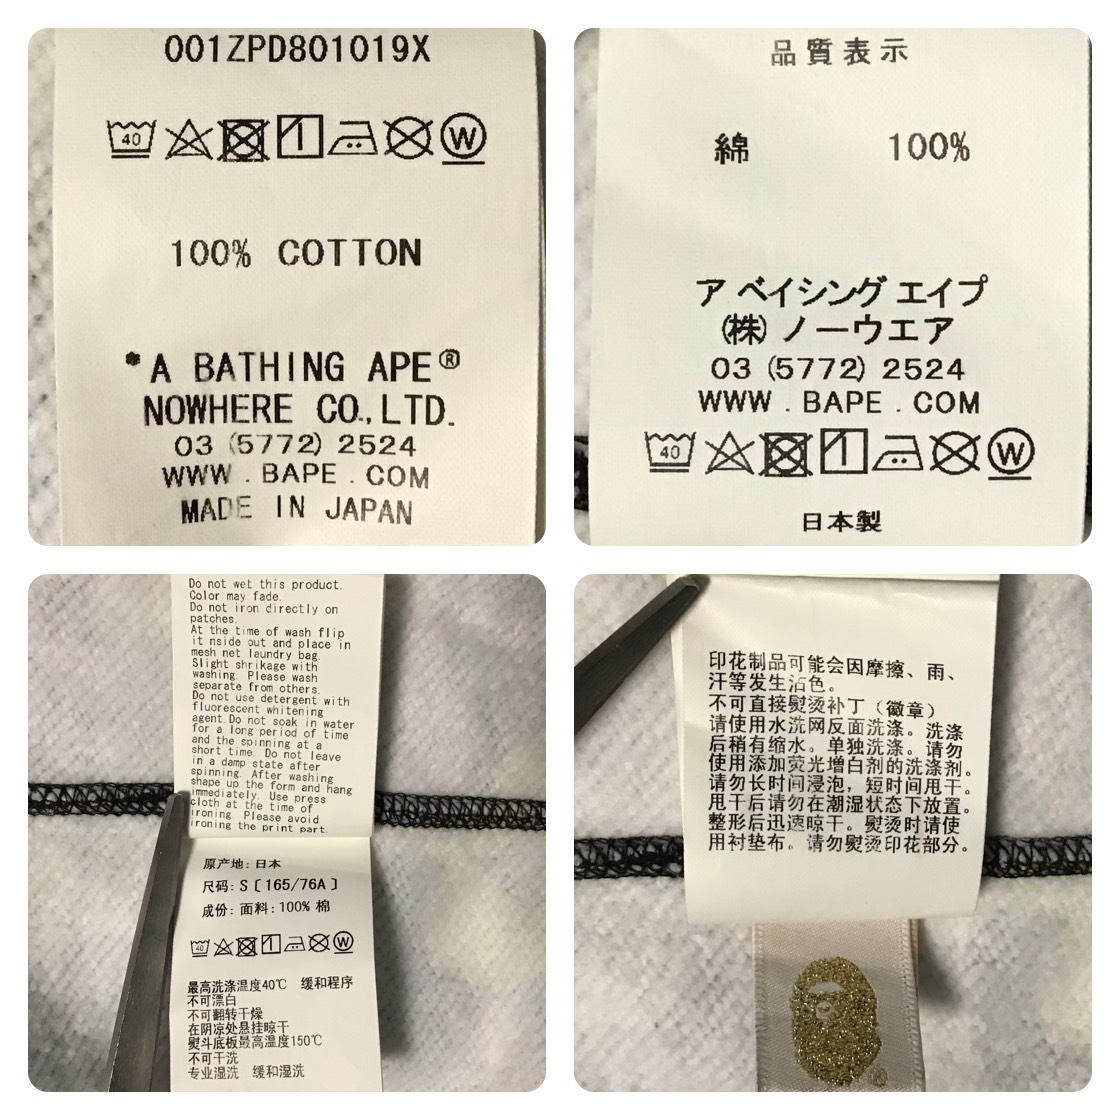 001ZPD801019X
40
W
100% COTTON
*A BATHING APE®
NOWHERE CO.,LTD.
03 (5772) 2524
WWW . BAPE . COM
MADE IN JAPAN
品質表示
綿 100%
ア ベイシング エイプ
(株) ノーウエア
03 (5772) 2524
WWW . BAPE . COM
40
W
日本製
Do not wet this product.
Color may fade.
Do not iron directly on
patches.
At the time of wash flip
it nside out and place in
mesh net laundry bag.
Slight shrikage with
washing. Please wash
separate from others.
Do not use detergent with
fluorescent whitening
agent.Do not soak in water
for a long period of time
and the spinning at a
short time. Do not leave
in a damp state after
spinning. After washing
shape up the form and hang
immediately. Use press
cloth at the time of
ironing. Please avoid
ironing the print part.
原产地: 日本
尺码: S [ 165/76A ]
成份: 面料: 100% 棉
40
W
最高洗涤温度40℃ 缓和程序
不可漂白
不可翻转干燥
在阴凉处悬挂晾干
熨斗底板最高温度150℃
不可干洗
专业湿洗 缓和湿洗
印花制品可能会因摩擦、雨、
汗等发生沾色。
不可直接熨烫补丁（徽章）
请使用水洗网反面洗涤。洗涤
后稍有缩水。单独洗涤。请勿
使用添加荧光增白剂的洗涤剂。
请勿长时间浸泡，短时间甩干。
甩干后请勿在潮湿状态下放置。
整形后迅速晾干。熨烫时请使
用衬垫布。请勿熨烫印花部分。
®